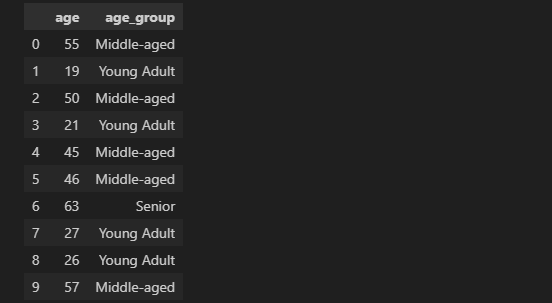 age age_group
0 55 Middle-aged
1 19 Young Adult
2 50 Middle-aged
3 21 Young Adult
4 45 Middle-aged
5 46 Middle-aged
6 63 Senior
7 27 Young Adult
8 26 Young Adult
9 57 Middle-aged